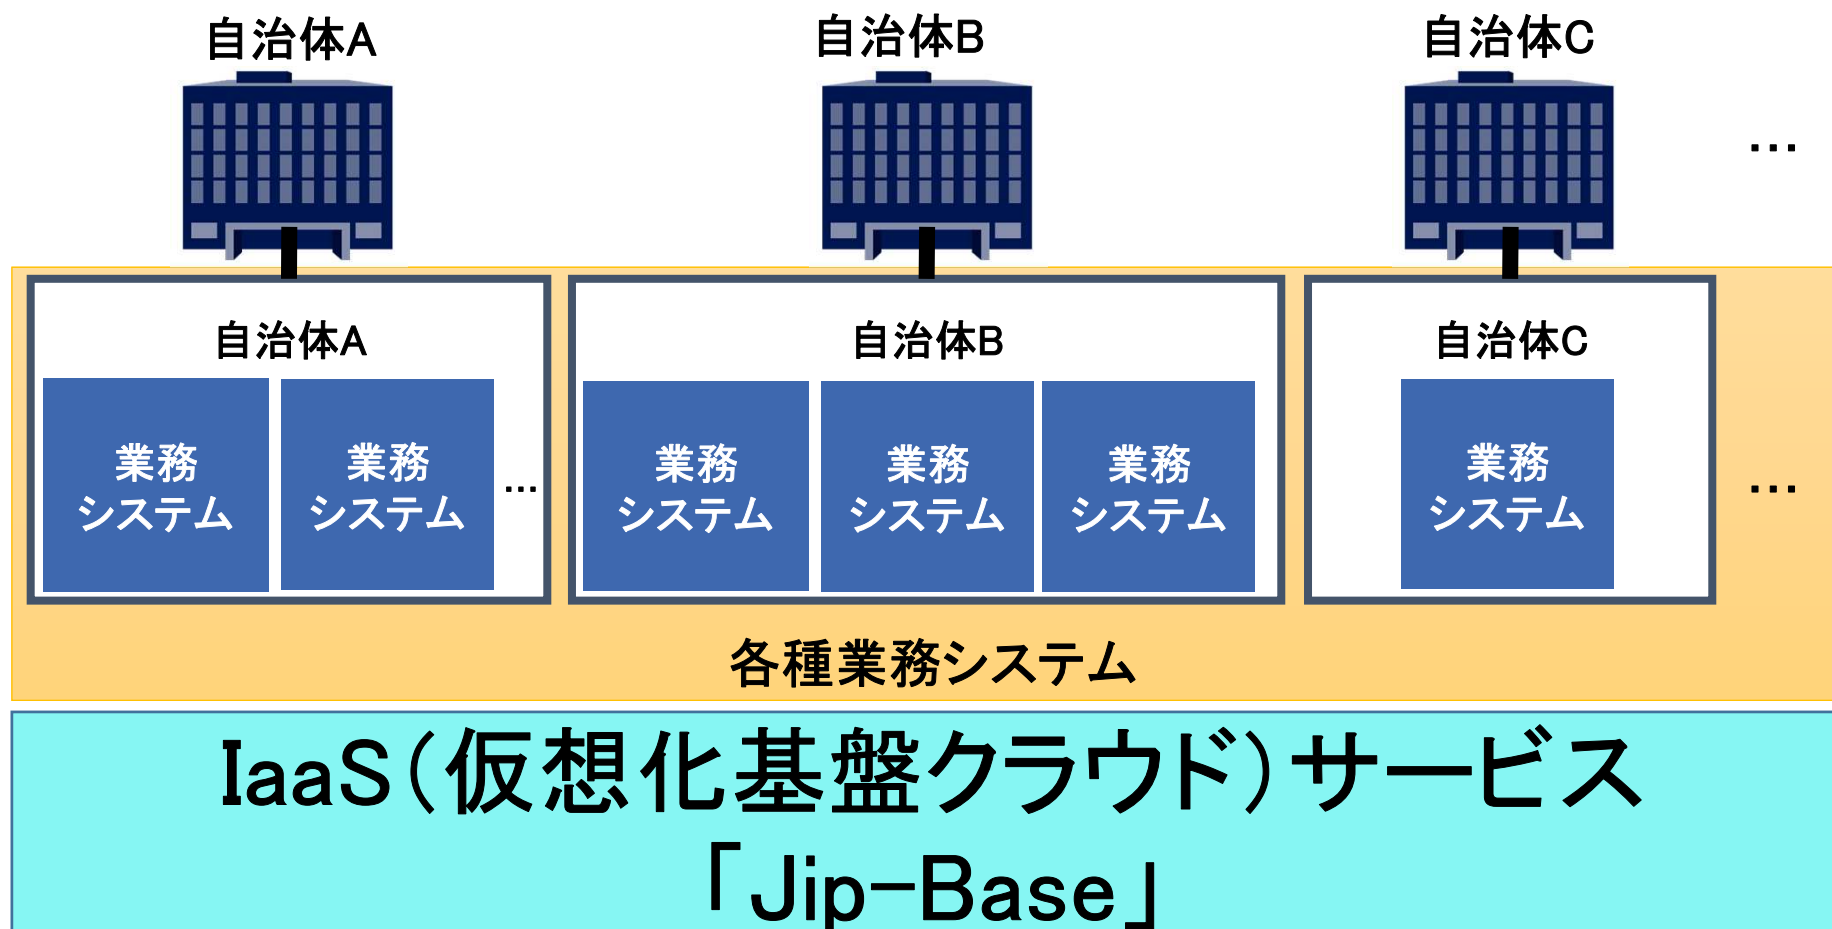 自治体A
自治体B
自治体C
…
自治体A
自治体B
自治体C
業務
システム
業務
システム
…
業務
システム
業務
システム
業務
システム
業務
システム
…
各種業務システム
IaaS（仮想化基盤クラウド）サービス
「Jip-Base」